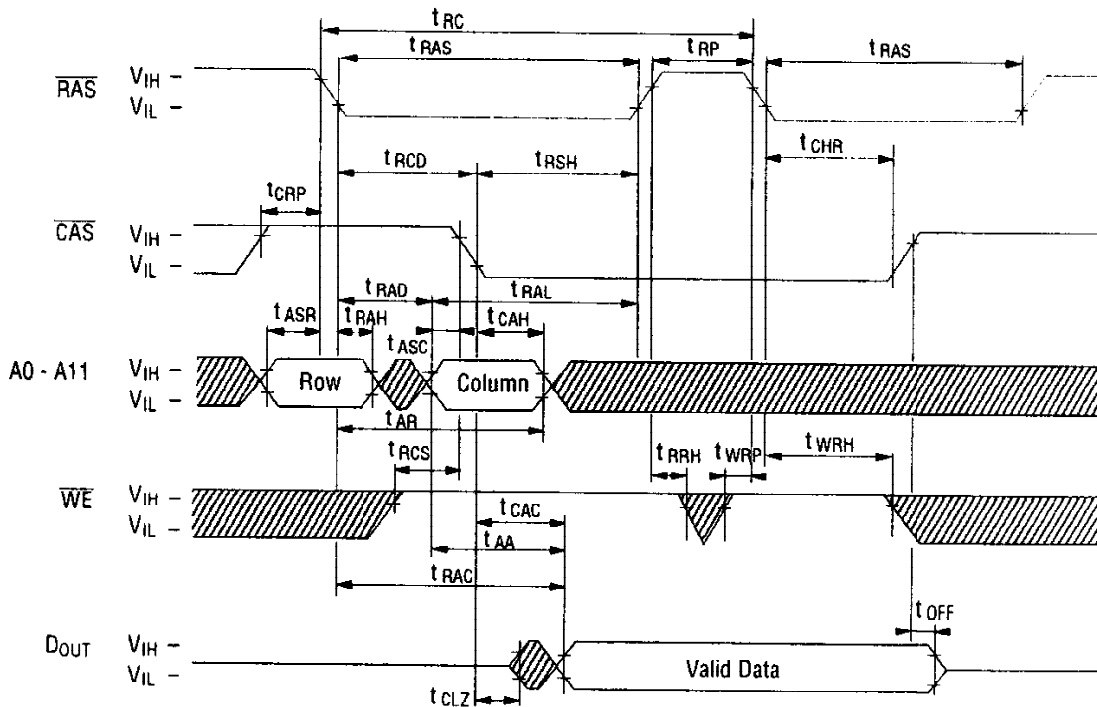 tRC
tRAS tRP tRAS
RAS VIH –
VIL –
tRCD tRSH tCHR
tCRP
CAS VIH –
VIL –
tRAD tRAL
tASR tRAH tASC tCAH
A0 - A11 VIH –
VIL –
Row Column
tAR
tRCS tRRH tWRP tWRH
WE VIH –
VIL –
tCAC
tAA
tRAC
tOFF
DOUT VIH –
VIL –
Valid Data
tCLZ